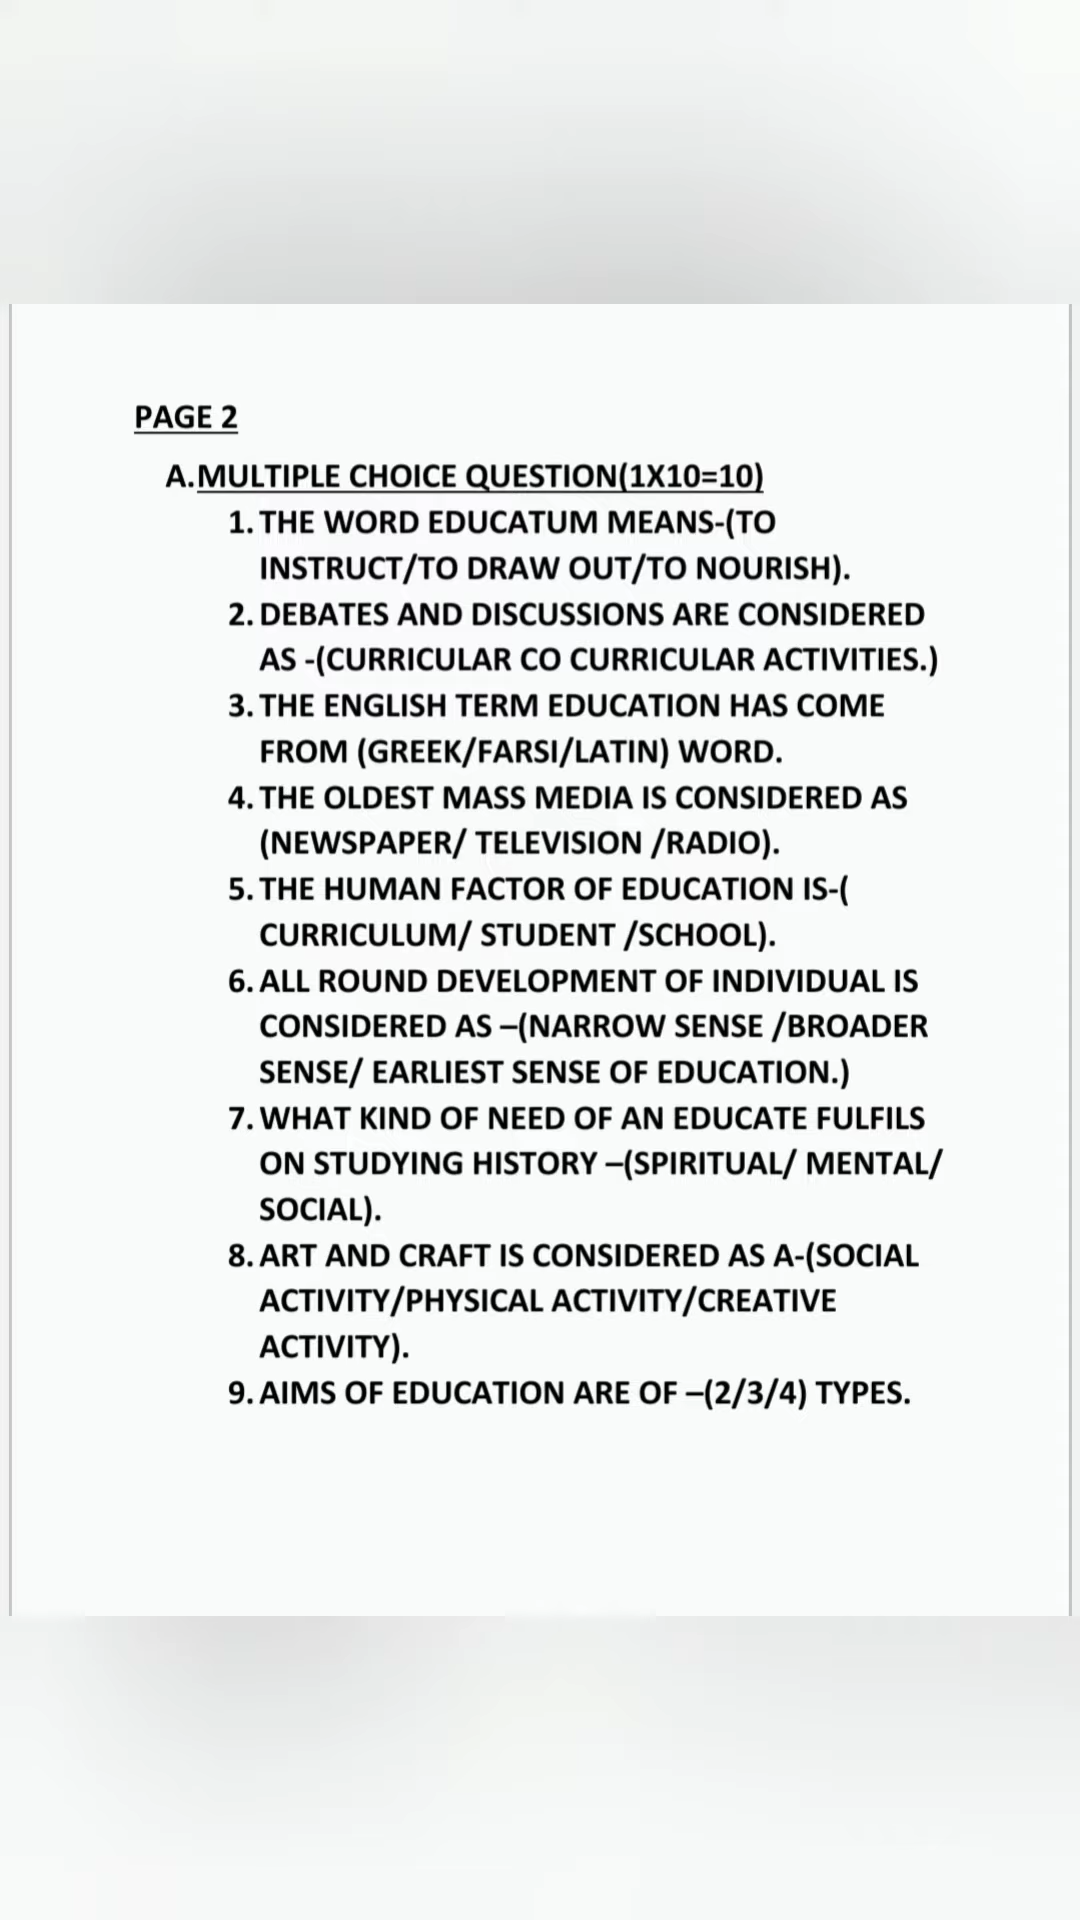 PAGE 2
A.MULTIPLE CHOICE QUESTION(1X10=10)
1. THE WORD EDUCATUM MEANS-(TO
INSTRUCT/TO DRAW OUT/TO NOURISH).
2. DEBATES AND DISCUSSIONS ARE CONSIDERED
AS -(CURRICULAR CO CURRICULAR ACTIVITIES.)
3. THE ENGLISH TERM EDUCATION HAS COME
FROM (GREEK/FARSI/LATIN) WORD.
4. THE OLDEST MASS MEDIA IS CONSIDERED AS
(NEWSPAPER/ TELEVISION /RADIO).
5. THE HUMAN FACTOR OF EDUCATION IS-(
CURRICULUM/ STUDENT /SCHOOL).
6. ALL ROUND DEVELOPMENT OF INDIVIDUAL IS
CONSIDERED AS –(NARROW SENSE /BROADER
SENSE/ EARLIEST SENSE OF EDUCATION.)
7. WHAT KIND OF NEED OF AN EDUCATE FULFILS
ON STUDYING HISTORY –(SPIRITUAL/ MENTAL/
SOCIAL).
8. ART AND CRAFT IS CONSIDERED AS A-(SOCIAL
ACTIVITY/PHYSICAL ACTIVITY/CREATIVE
ACTIVITY).
9. AIMS OF EDUCATION ARE OF –(2/3/4) TYPES.